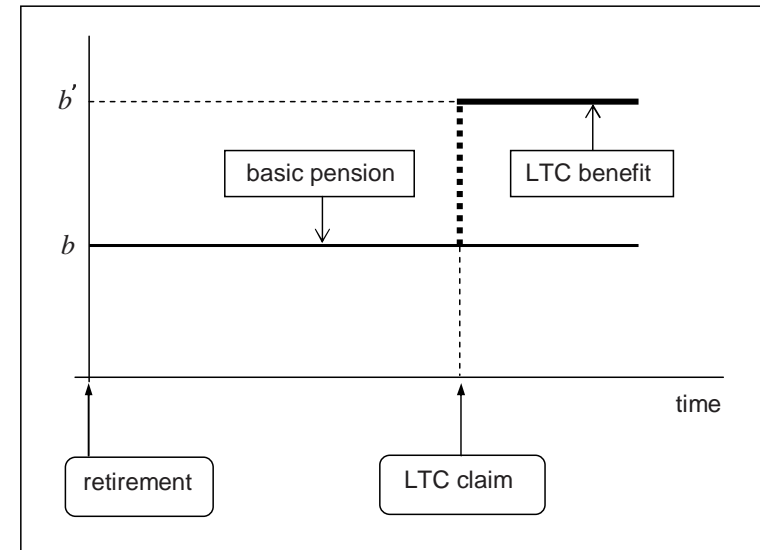 b'
basic pension
LTC benefit
b
time
retirement
LTC claim